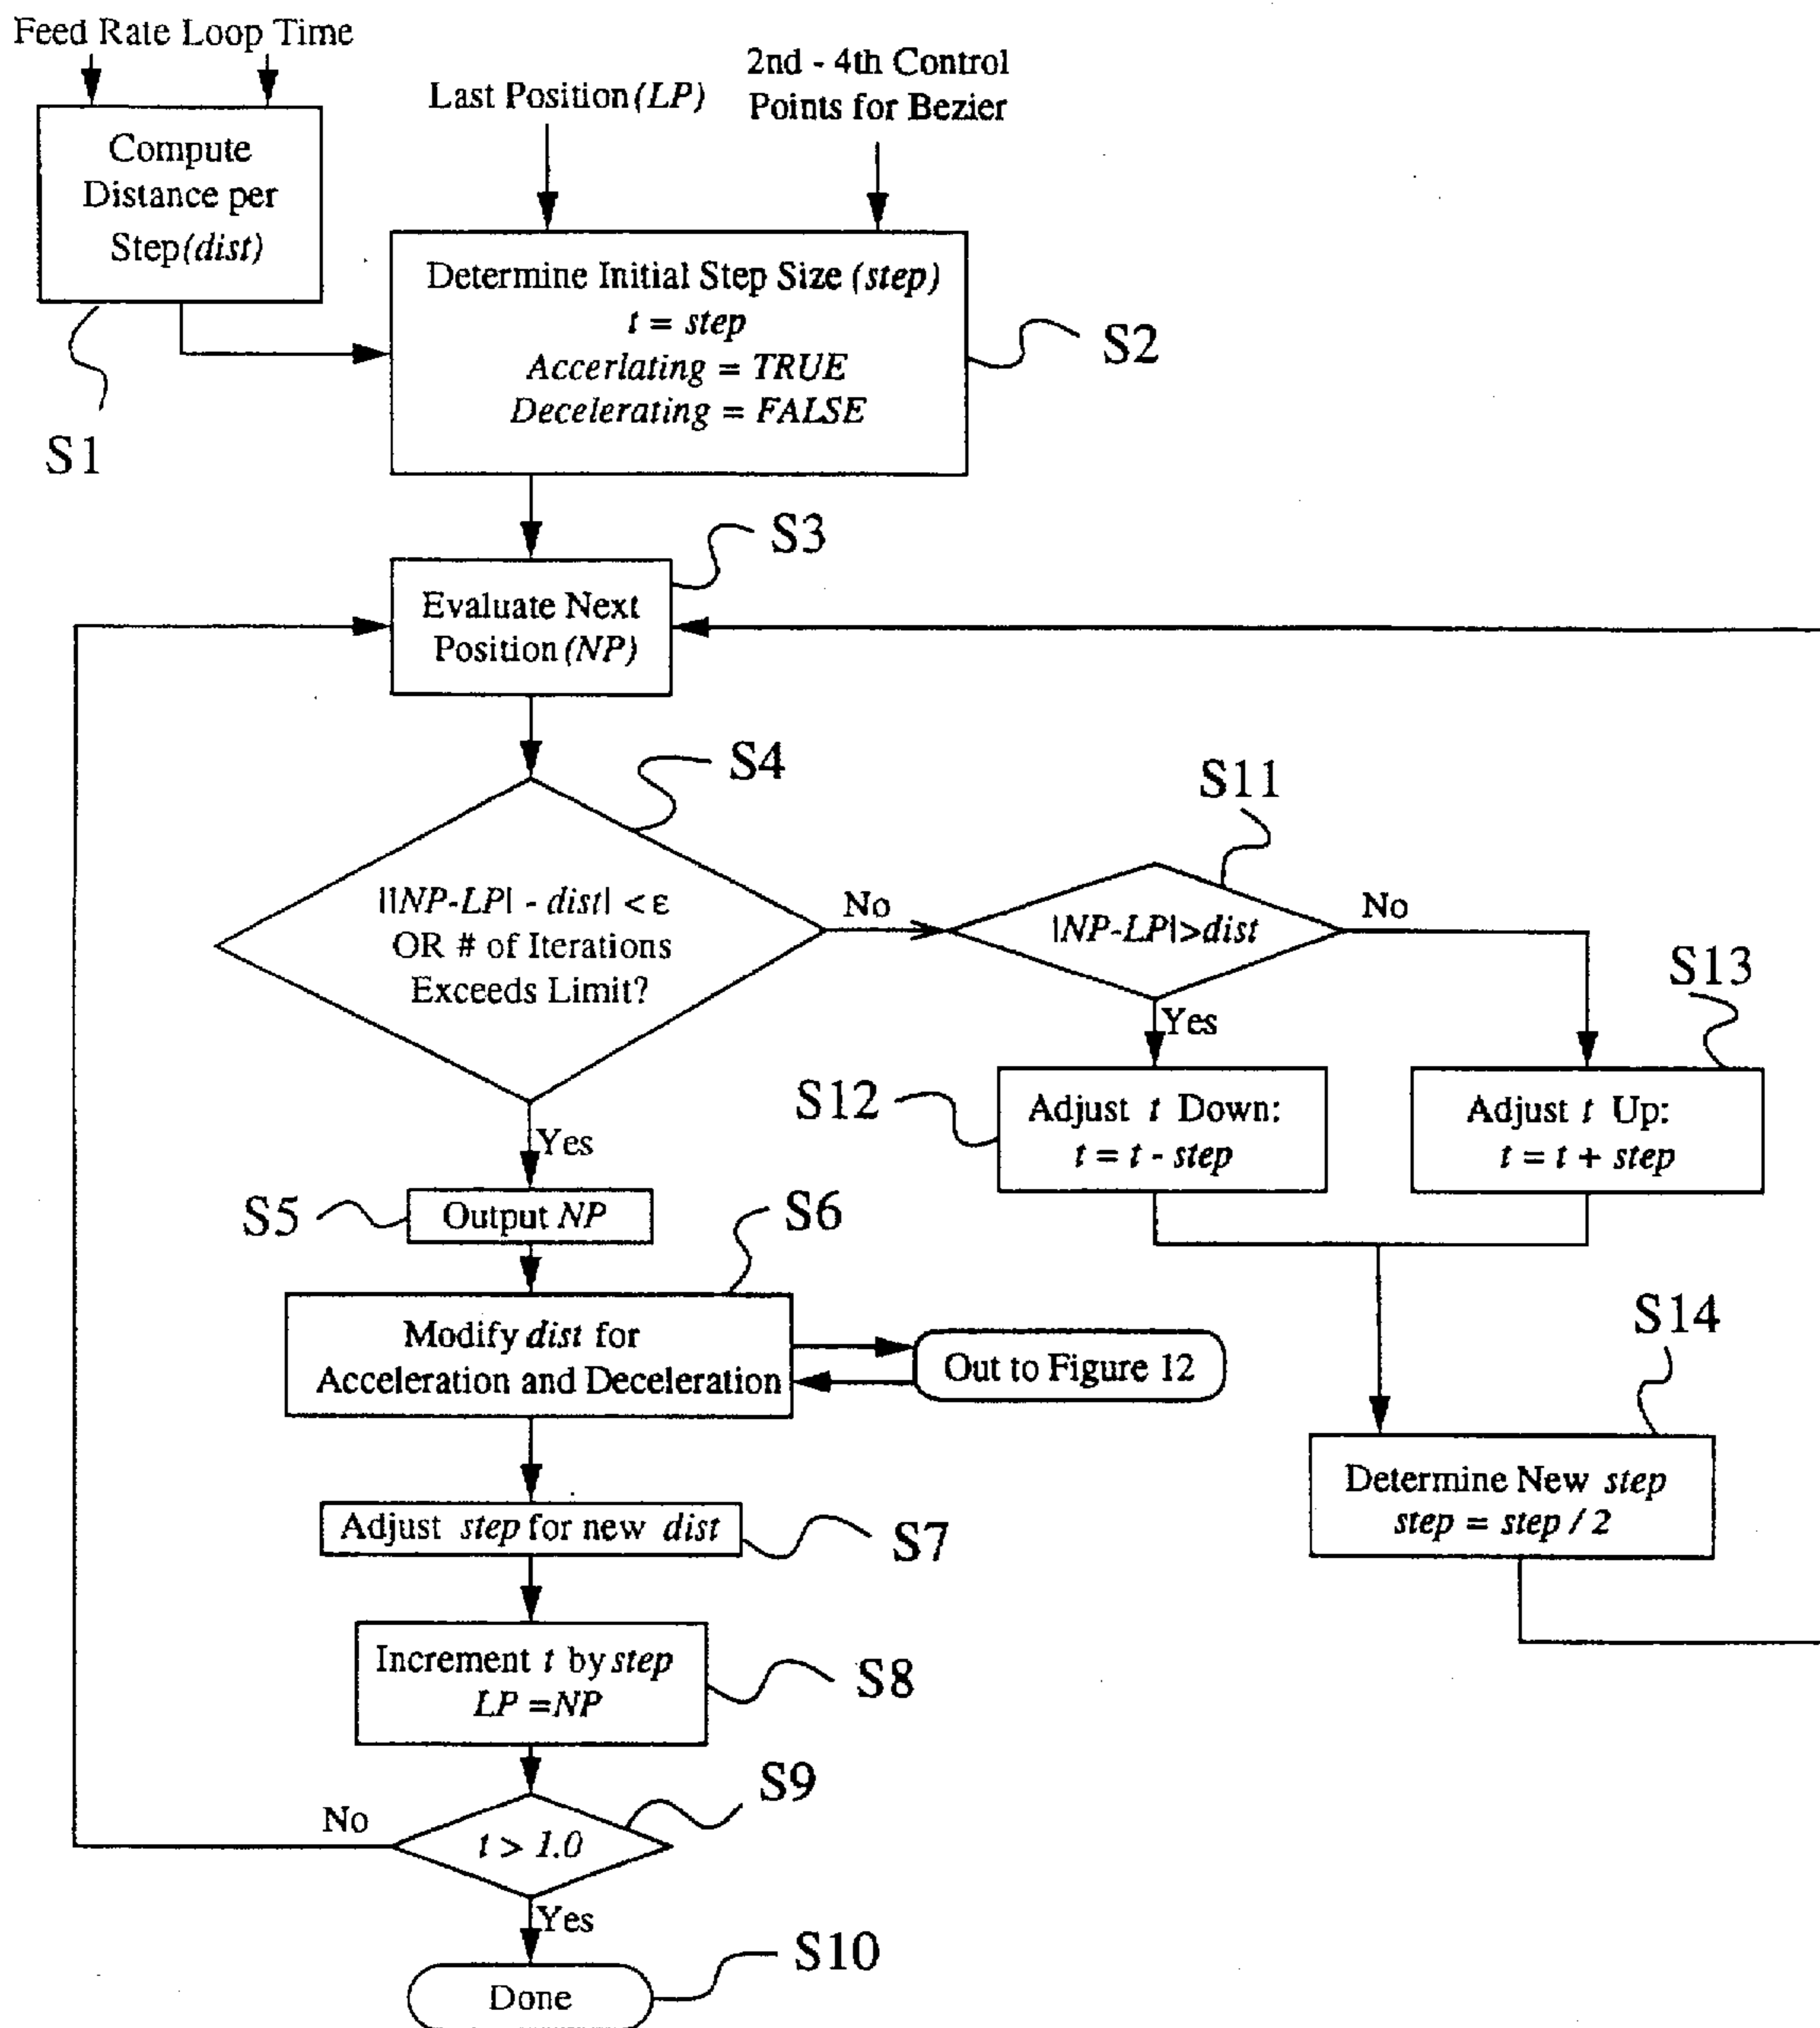 Feed Rate Loop Time
Compute
Distance per
Step(dist)
S1
Last Position(LP)
2nd - 4th Control
Points for Bezier
Determine Initial Step Size (step)
t = step
Accerlating = TRUE
Decelerating = FALSE
S2
S3
Evaluate Next
Position(NP)
S4
||NP-LP| - dist| < ε
OR # of Iterations
Exceeds Limit?
No
S11
|NP-LP|>dist
No
S13
Yes
S12
Adjust t Down:
t = t - step
Adjust t Up:
t = t + step
Yes
S5
Output NP
S6
Modify dist for
Acceleration and Deceleration
Out to Figure 12
S14
Determine New step
step = step / 2
Adjust step for new dist
S7
Increment t by step
LP =NP
S8
S9
No
t > 1.0
Yes
S10
Done